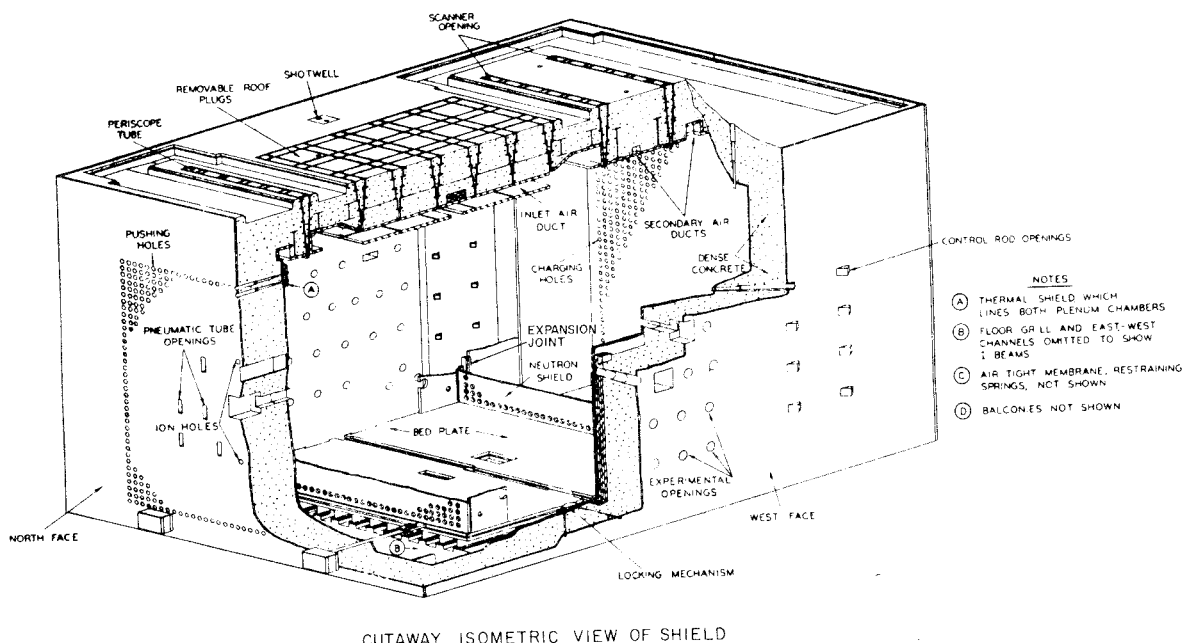 SCANNER
OPENING
SHOTWELL
REMOVABLE ROOF
PLUGS
PERISCOPE
TUBE
PUSHING
HOLES
INLET AIR
DUCT
SECONDARY AIR
DUCTS
CHARGING
HOLES
DENSE
CONCRETE
CONTROL ROD OPENINGS
A
PNEUMATIC TUBE
OPENINGS
EXPANSION
JOINT
NEUTRON
SHIELD
ION HOLES
BED PLATE
EXPERIMENTAL
OPENINGS
WEST FACE
NORTH FACE
B
LOCKING MECHANISM
NOTES
A THERMAL SHIELD WHICH
LINES BOTH PLENUM CHAMBERS
B FLOOR GRILL AND EAST-WEST
CHANNELS OMITTED TO SHOW
I BEAMS
C AIR TIGHT MEMBRANE, RESTRAINING
SPRINGS, NOT SHOWN
D BALCONIES NOT SHOWN
CUTAWAY ISOMETRIC VIEW OF SHIELD